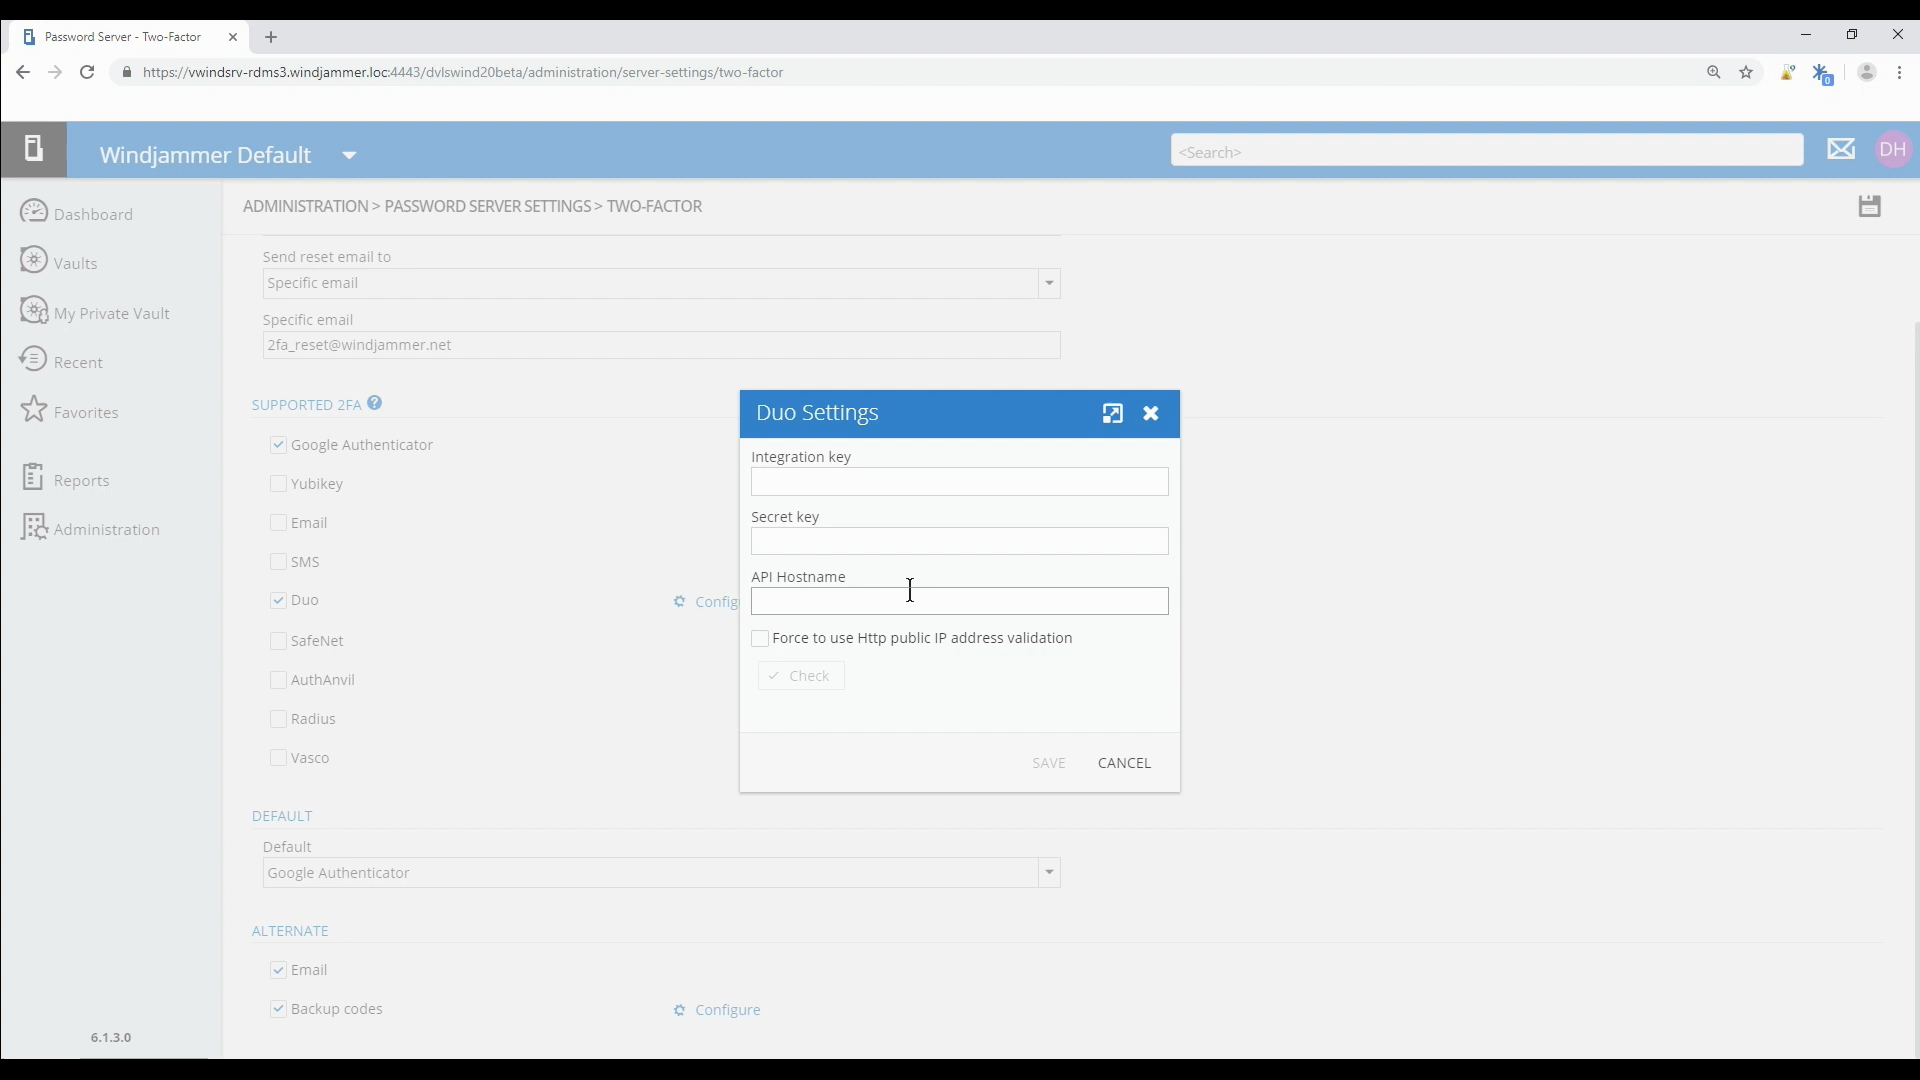 Password Server - Two-Factor
https://vwindsrv-rdms3.windjammer.loc:4443/dvlswind20beta/administration/server-settings/two-factor
0
Windjammer Default
<Search>
DH
Dashboard
Vaults
My Private Vault
Recent
Favorites
Reports
Administration
6.1.3.0
ADMINISTRATION > PASSWORD SERVER SETTINGS > TWO-FACTOR
Send reset email to
Specific email
Specific email
2fa_reset@windjammer.net
SUPPORTED 2FA ?
Google Authenticator
Yubikey
Email
SMS
Duo
Config
SafeNet
AuthAnvil
Radius
Vasco
DEFAULT
Default
Google Authenticator
ALTERNATE
Email
Backup codes
Configure
Duo Settings
Integration key
Secret key
API Hostname
Force to use Http public IP address validation
Check
SAVE
CANCEL